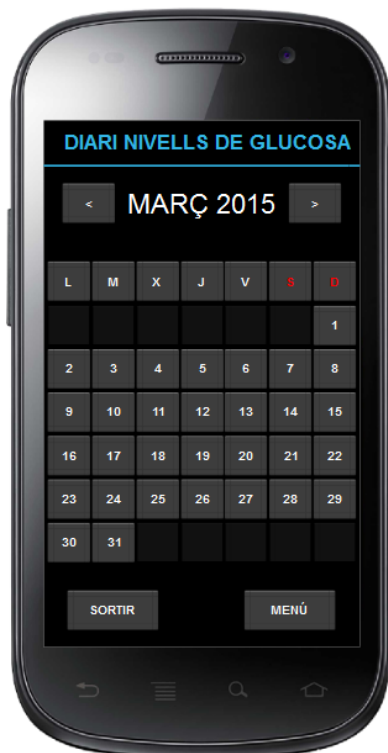 DIARI NIVELLS DE GLUCOSA
< MARÇ 2015 >
L M X J V S D
1
2 3 4 5 6 7 8
9 10 11 12 13 14 15
16 17 18 19 20 21 22
23 24 25 26 27 28 29
30 31
SORTIR MENÚ